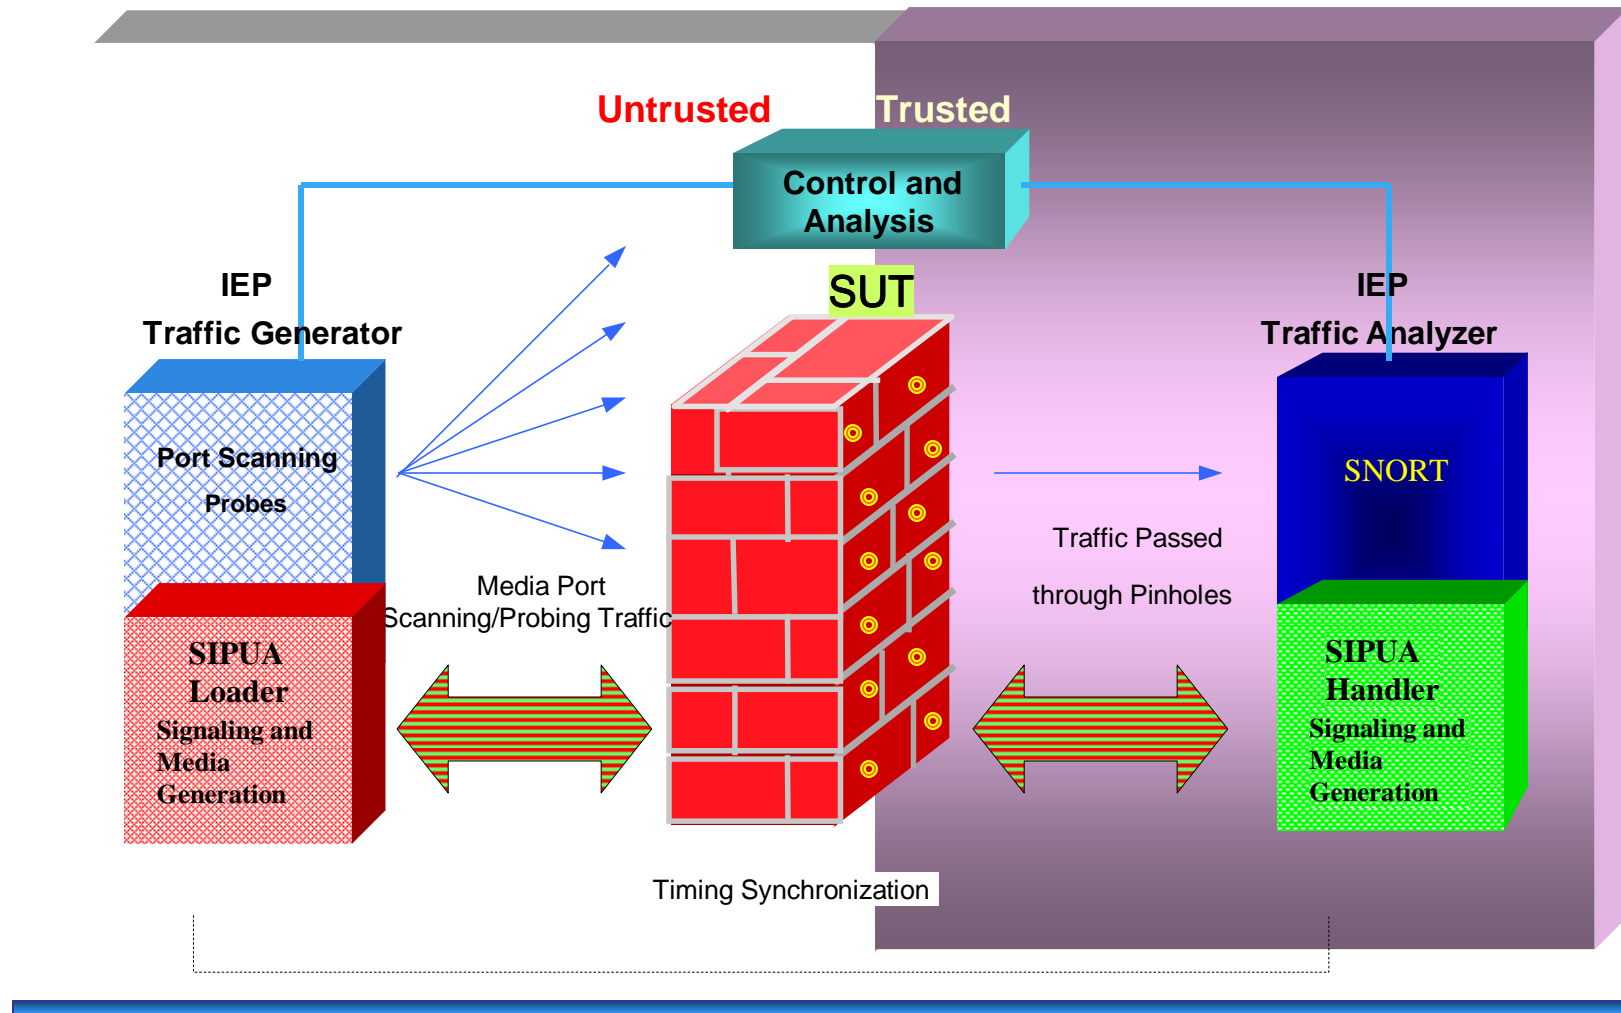 Untrusted
Trusted
Control and
Analysis
IEP
Traffic Generator
SUT
IEP
Traffic Analyzer
Port Scanning
Probes
SNORT
Media Port
Scanning/Probing Traffic
Traffic Passed
through Pinholes
SIPUA
Loader
Signaling and
Media
Generation
SIPUA
Handler
Signaling and
Media
Generation
Timing Synchronization